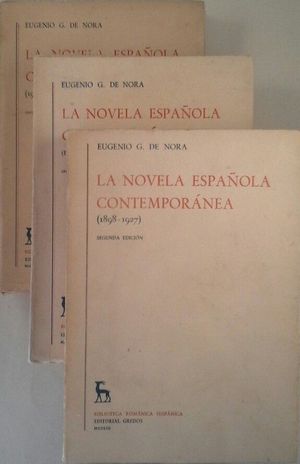 EUGENIO G. DE NORA
LA NOVELA ESPAÑOLA
EUGENIO G. DE NORA
LA NOVELA ESPAÑOLA
EUGENIO G. DE NORA
LA NOVELA ESPAÑOLA
CONTEMPORÁNEA
(1898-1927)
SEGUNDA EDICIÓN
BIBLIOTECA ROMÁNICA HISPÁNICA
EDITORIAL GREDOS
MADRID